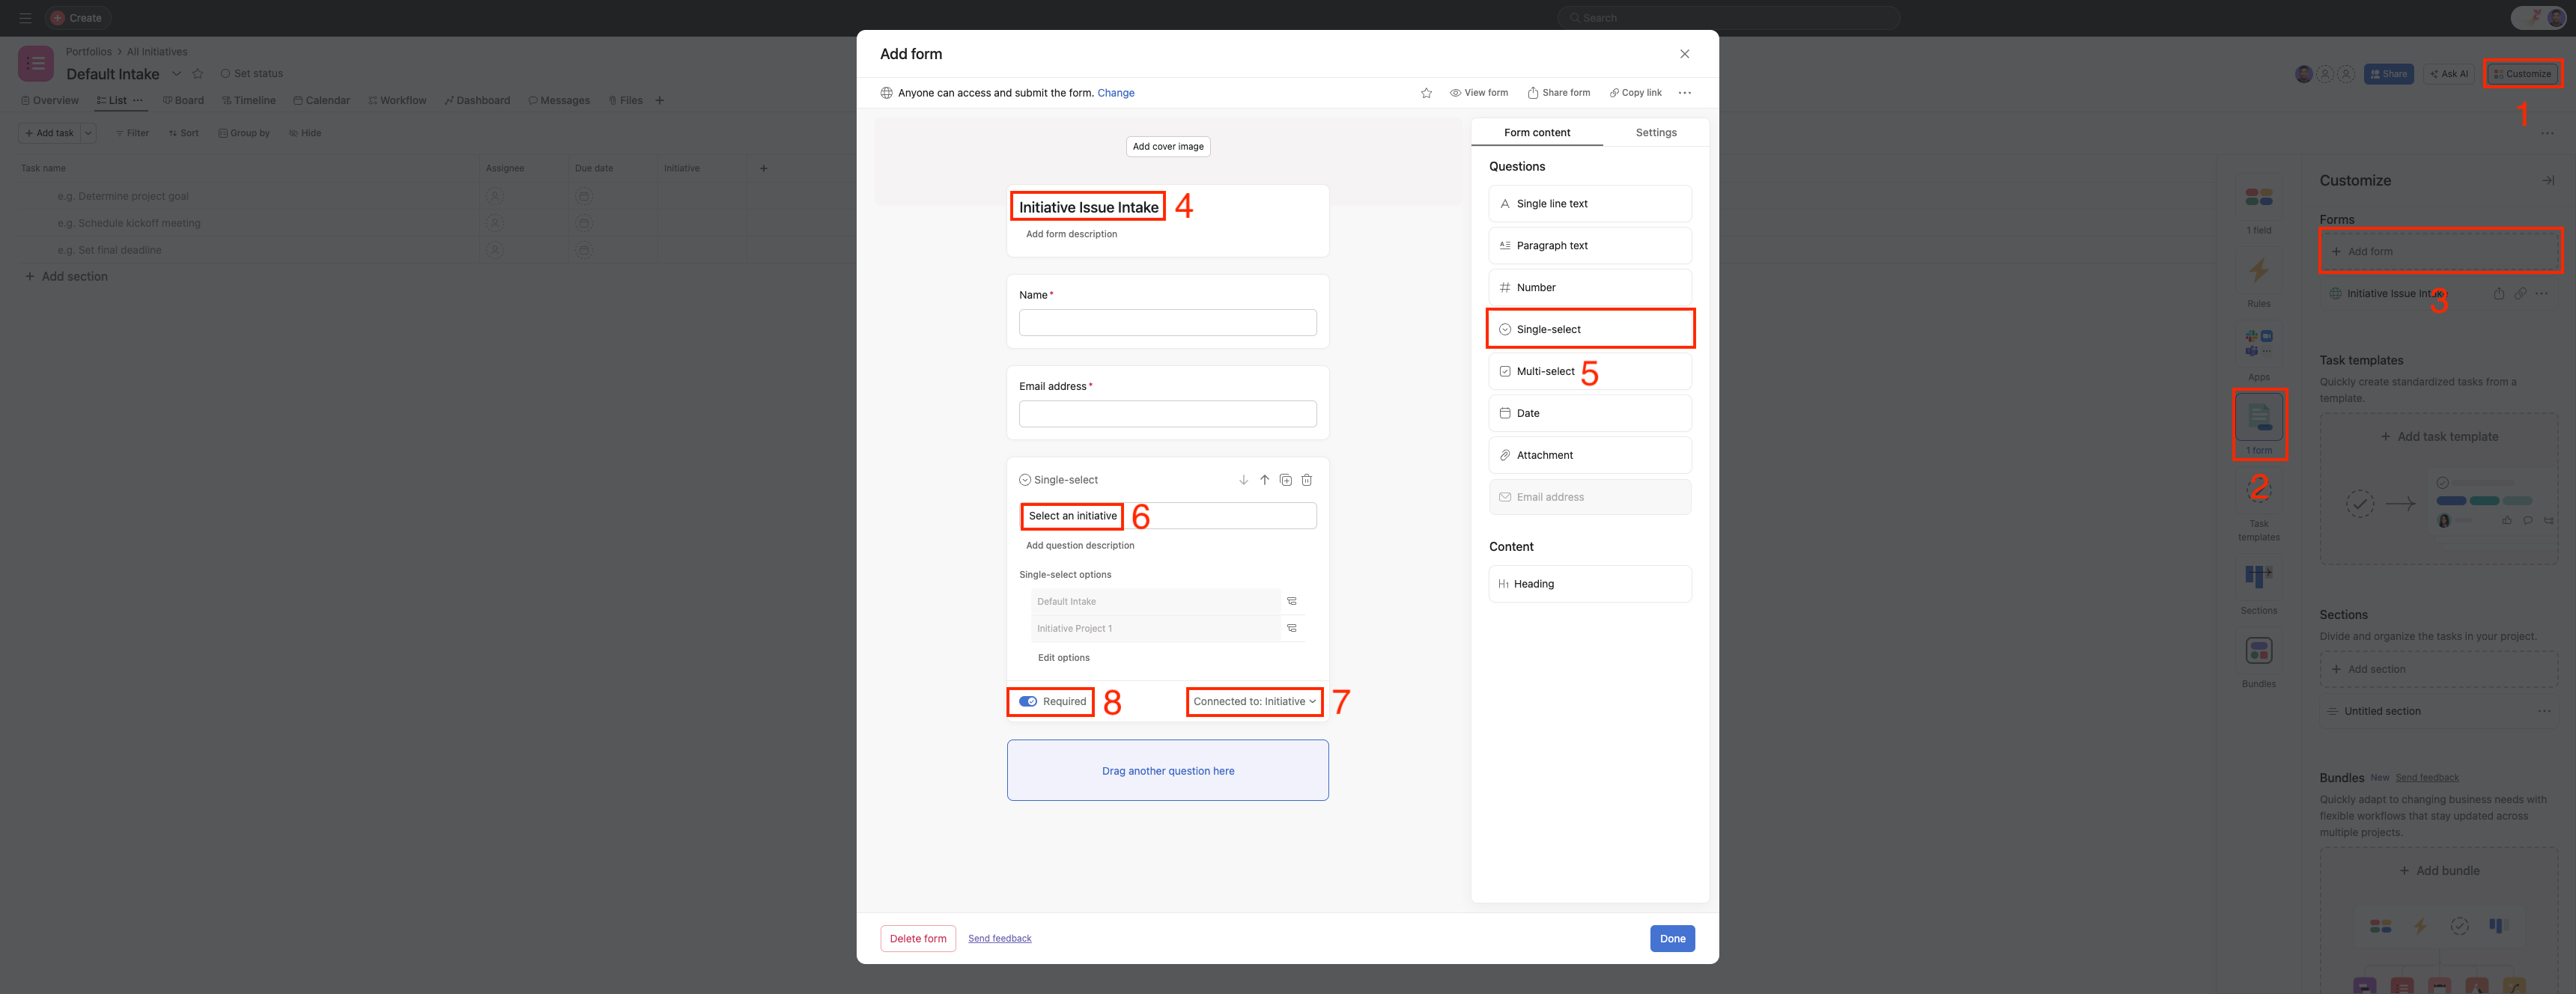 Create
Search
Portfolios > All Initiatives
Default Intake
Set status
Share
Ask AI
Customize
1
Overview
List
Board
Timeline
Calendar
Workflow
Dashboard
Messages
Files
Add task
Filter
Sort
Group by
Hide
Task name
Assignee
Due date
Initiative
e.g. Determine project goal
e.g. Schedule kickoff meeting
e.g. Set final deadline
Add section
Add form
Anyone can access and submit the form. Change
View form
Share form
Copy link
Add cover image
Initiative Issue Intake
4
Add form description
Name*
Email address*
Single-select
Select an initiative
6
Add question description
Single-select options
Default Intake
Initiative Project 1
Edit options
Required
8
Connected to: Initiative
7
Drag another question here
Form content
Settings
Questions
Single line text
Paragraph text
Number
Single-select
Multi-select
5
Date
Attachment
Email address
Content
H1 Heading
Delete form
Send feedback
Done
1 field
Rules
Apps
1 form
2
Task
templates
Sections
Bundles
Customize
Forms
Add form
Initiative Issue Intake
3
Task templates
Quickly create standardized tasks from a
template.
Add task template
Sections
Divide and organize the tasks in your project.
Add section
Untitled section
Bundles New Send feedback
Quickly adapt to changing business needs with
flexible workflows that stay updated across
multiple projects.
Add bundle